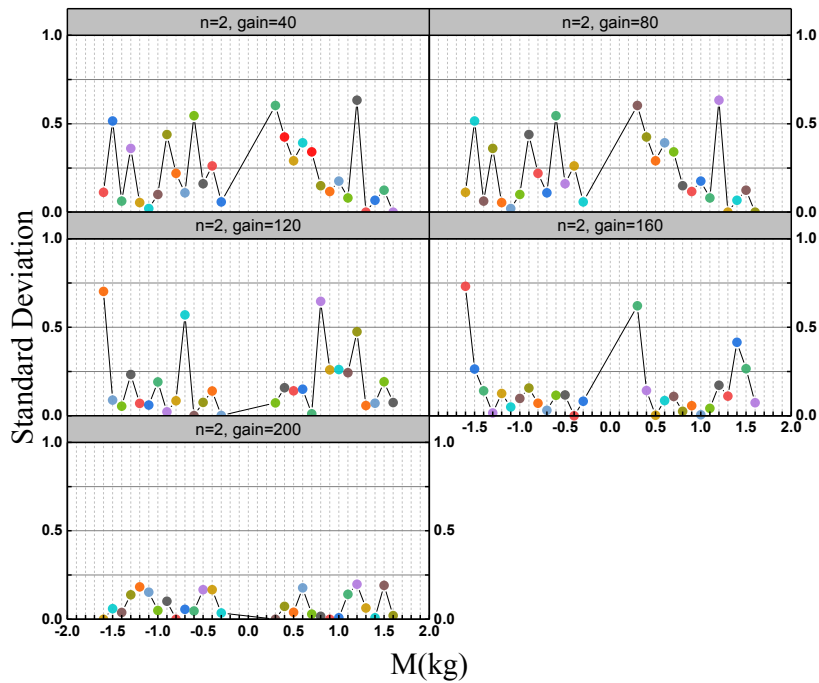 n=2, gain=40 n=2, gain=80
1.0 1.0
0.5 0.5
0.0 0.0
n=2, gain=120 n=2, gain=160
1.0 1.0
0.5 0.5
0.0 0.0
-1.5 -1.0 -0.5 0.0 0.5 1.0 1.5 2.0
n=2, gain=200
1.0 1.0
0.5 0.5
0.0 0.0
-2.0 -1.5 -1.0 -0.5 0.0 0.5 1.0 1.5 2.0
Standard Deviation
M(kg)